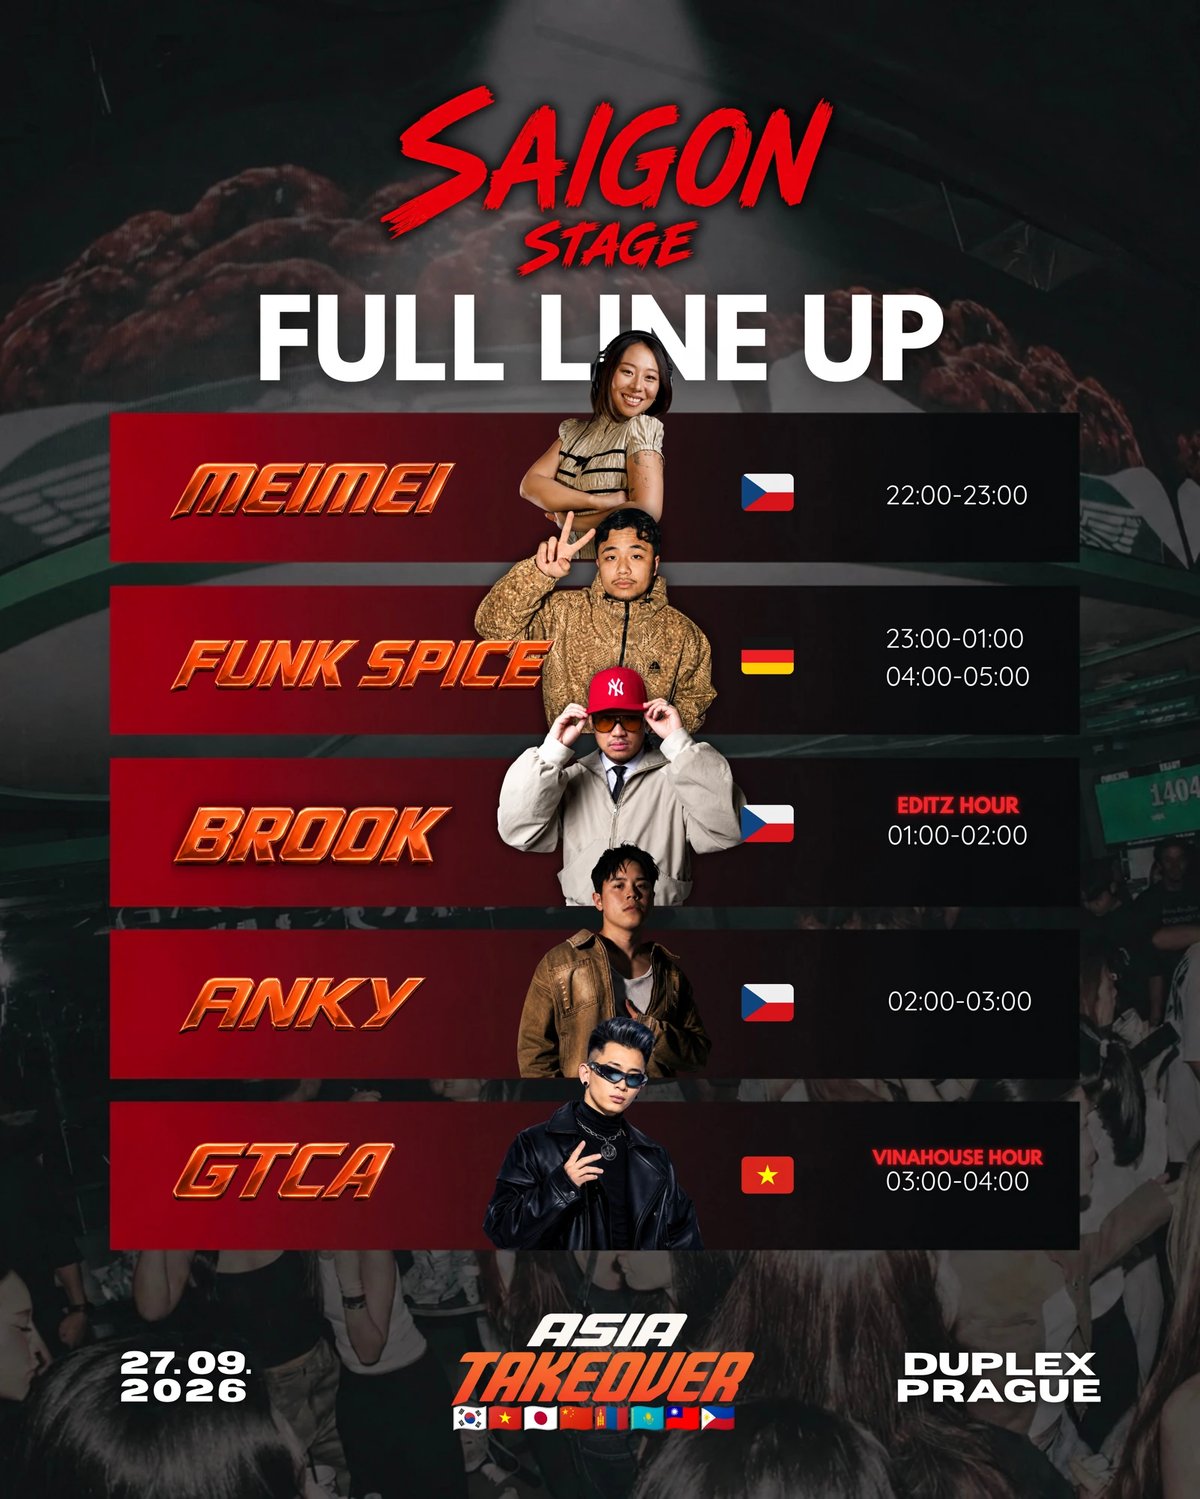 SAIGON
STAGE
FULL LINE UP
MEIMEI
22:00-23:00
FUNK SPICE
23:00-01:00
04:00-05:00
NY
BROOK
EDITZ HOUR
01:00-02:00
1404
ANKY
02:00-03:00
GTCA
VINAHOUSE HOUR
03:00-04:00
27.09.
2026
ASIA
TAKEOVER
DUPLEX
PRAGUE